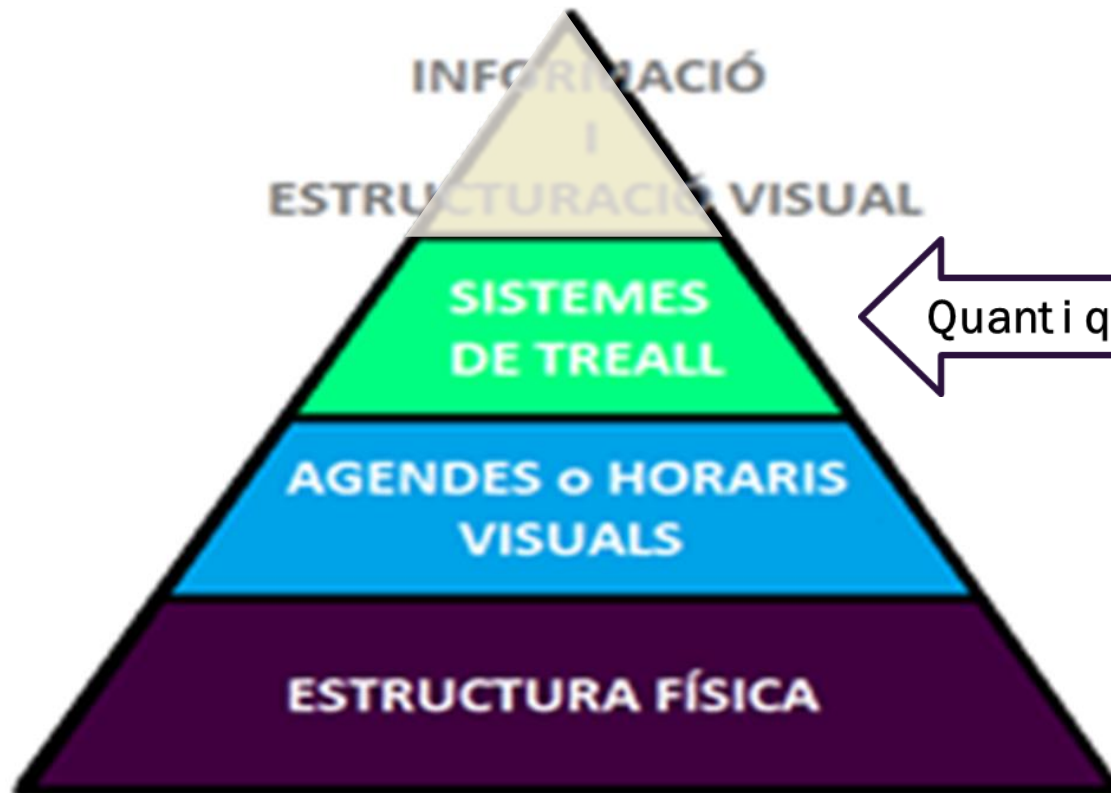 INFORMACIÓ
I
ESTRUCTURACIÓ VISUAL
SISTEMES
DE TREALL
Quant i q
AGENDES o HORARIS
VISUALS
ESTRUCTURA FÍSICA